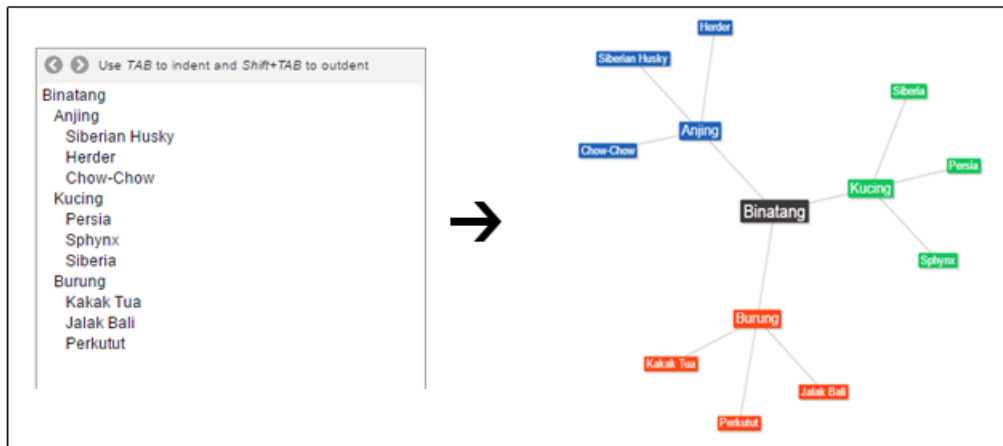 Use TAB to indent and Shift+TAB to outdent
Binatang
Anjing
Siberian Husky
Herder
Chow-Chow
Kucing
Persia
Sphynx
Siberia
Burung
Kakak Tua
Jalak Bali
Perkutut
Herder
Siberian Husky
Anjing
Chow-Chow
Siberia
Persia
Kucing
Sphynx
Binatang
Burung
Kakak Tua
Jalak Bali
Perkutut